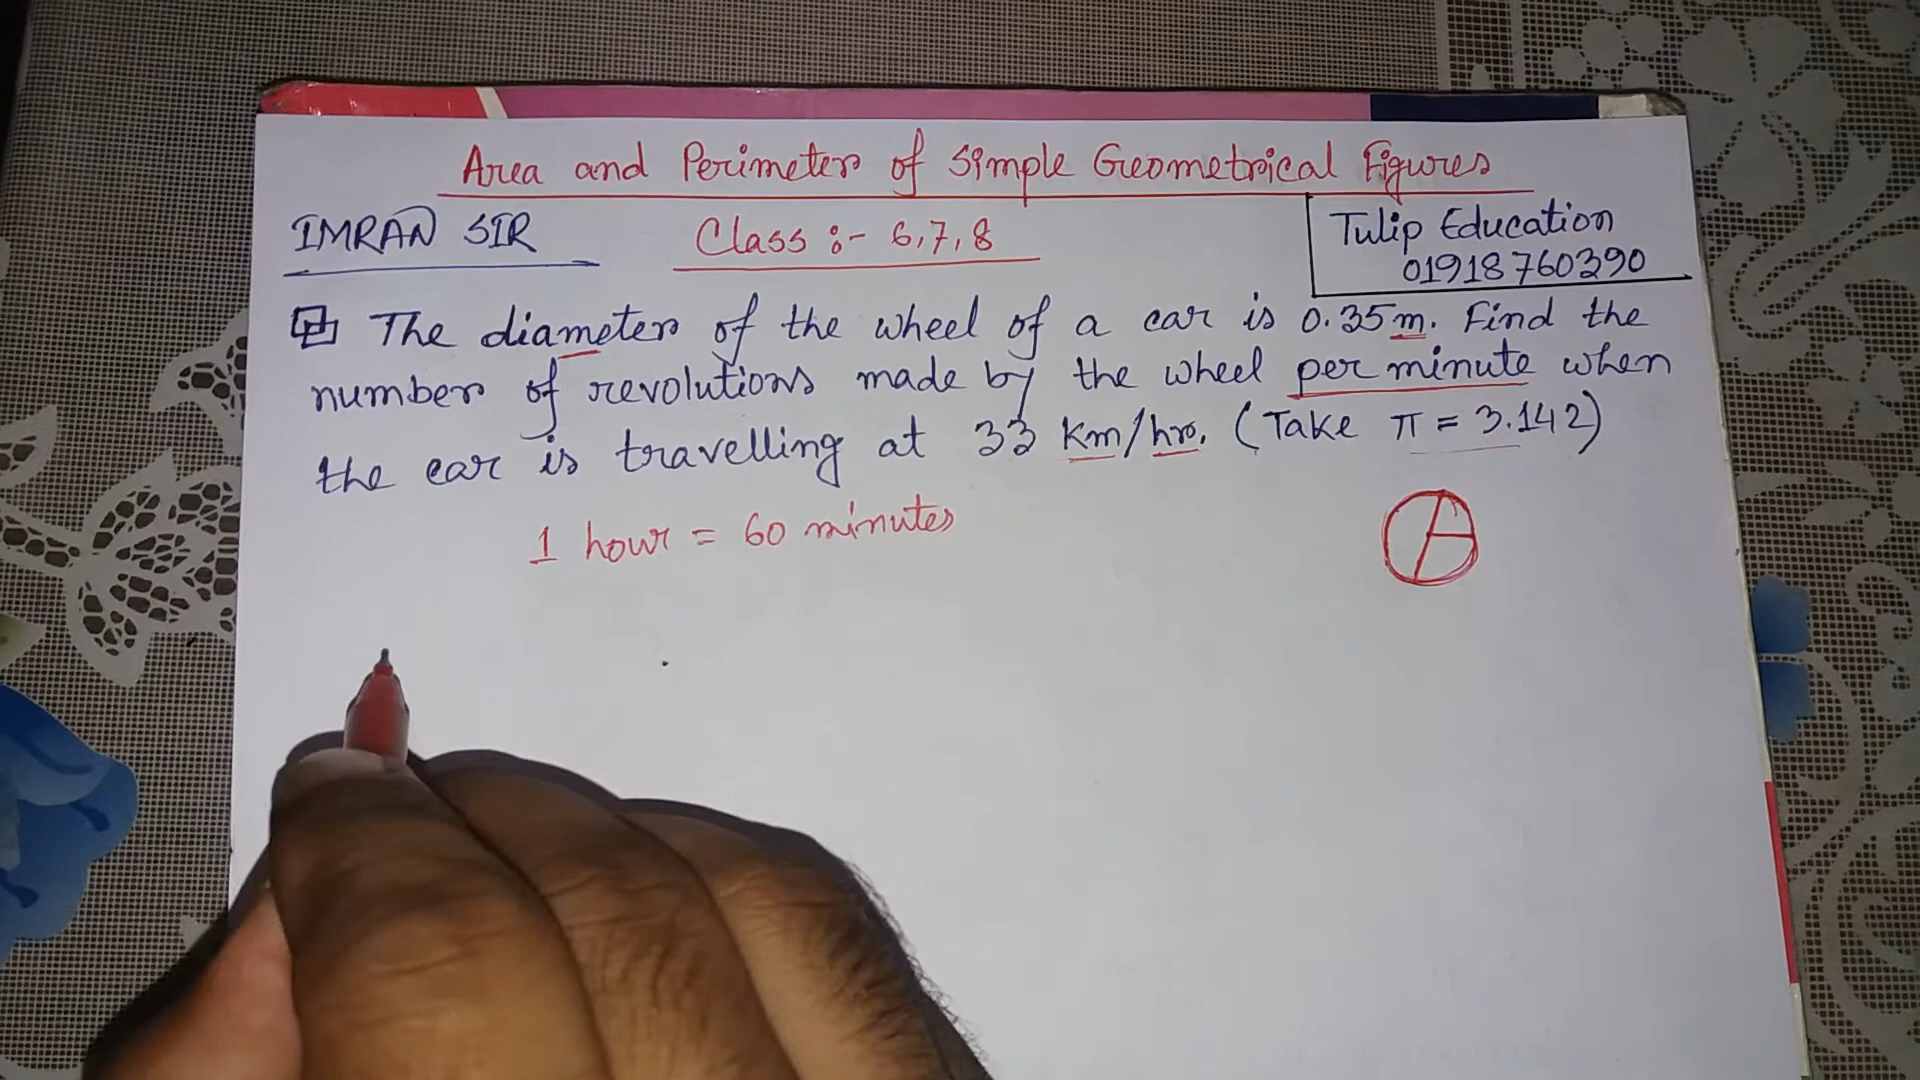 Area and Perimeter of Simple Geometrical Figures
IMRAN SIR
Class :- 6,7,8
Tulip Education
01918760390
The diameter of the wheel of a car is 0.35m. Find the
number of revolutions made by the wheel per minute when
the car is travelling at 33 km/hr. (Take π = 3.142)
1 hour = 60 minutes